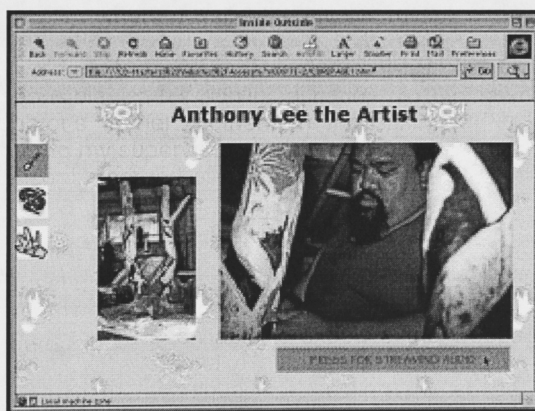 Inside Outside
Back Forward Stop Refresh Home Favorites History Search AutoFill Larger Smaller Print Mail Preferences
Address: Go
Anthony Lee the Artist
PRESS FOR STREAMING AUDIO
Local machine zone